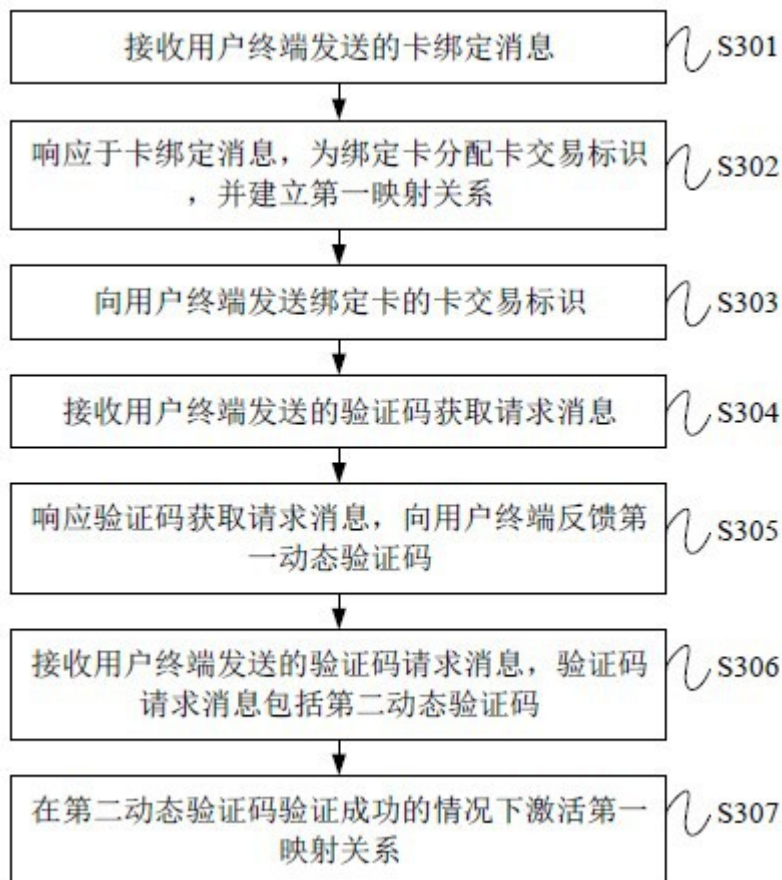 接收用户终端发送的卡绑定消息
S301
响应于卡绑定消息，为绑定卡分配卡交易标识
，并建立第一映射关系
S302
向用户终端发送绑定卡的卡交易标识
S303
接收用户终端发送的验证码获取请求消息
S304
响应验证码获取请求消息，向用户终端反馈第
一动态验证码
S305
接收用户终端发送的验证码请求消息，验证码
请求消息包括第二动态验证码
S306
在第二动态验证码验证成功的情况下激活第一
映射关系
S307